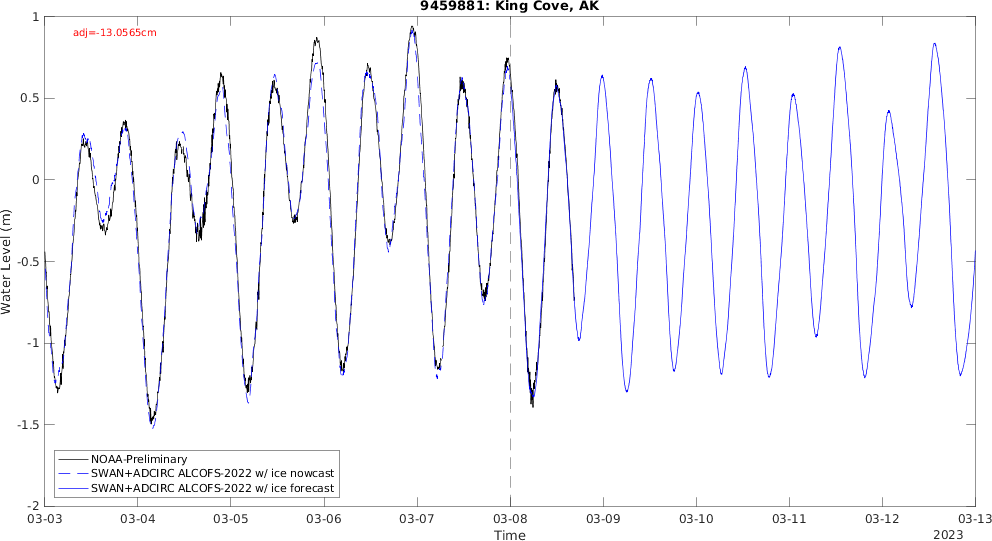 9459881: King Cove, AK
adj=-13.0565cm
1
0.5
0
-0.5
-1
-1.5
-2
Water Level (m)
NOAA-Preliminary
SWAN+ADCIRC ALCOFS-2022 w/ ice nowcast
SWAN+ADCIRC ALCOFS-2022 w/ ice forecast
03-03 03-04 03-05 03-06 03-07 03-08 03-09 03-10 03-11 03-12 03-13
Time
2023